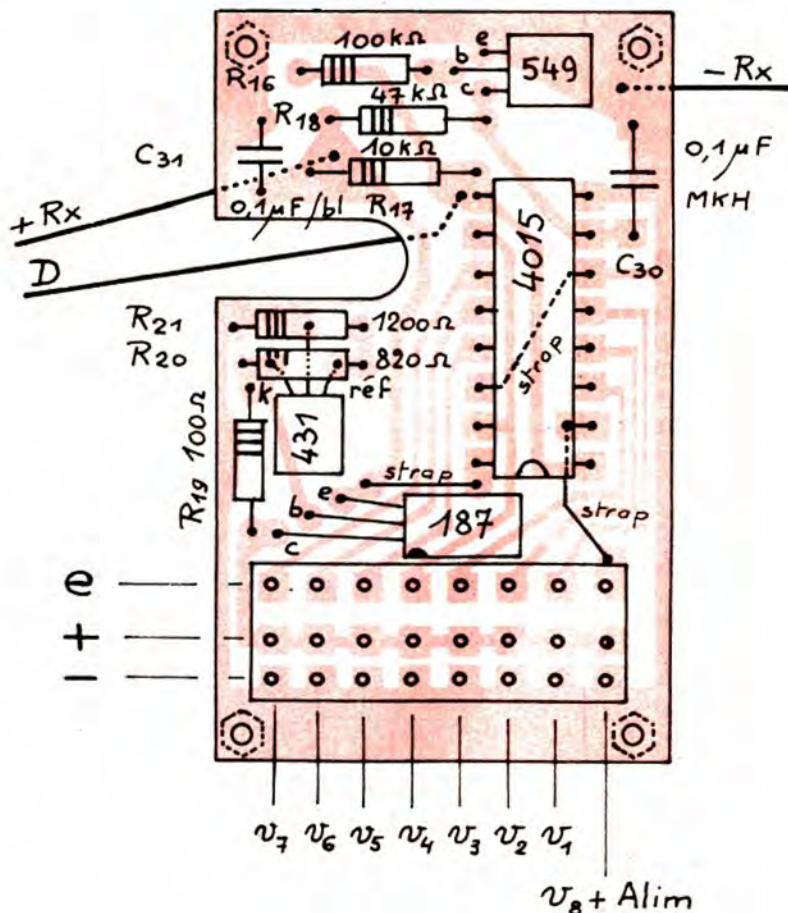 100kΩ
e
b
549
R16
47kΩ
c
- Rx
R18
C31
10kΩ
0,1µF
+ Rx
0,1µF/bl
R17
MKH
D
4015
C30
R21
1200Ω
R20
820Ω
strap
k
réf
R19 100Ω
431
strap
e
b
187
strap
c
e
+
−
v7 v6 v5 v4 v3 v2 v1
v8 + Alim